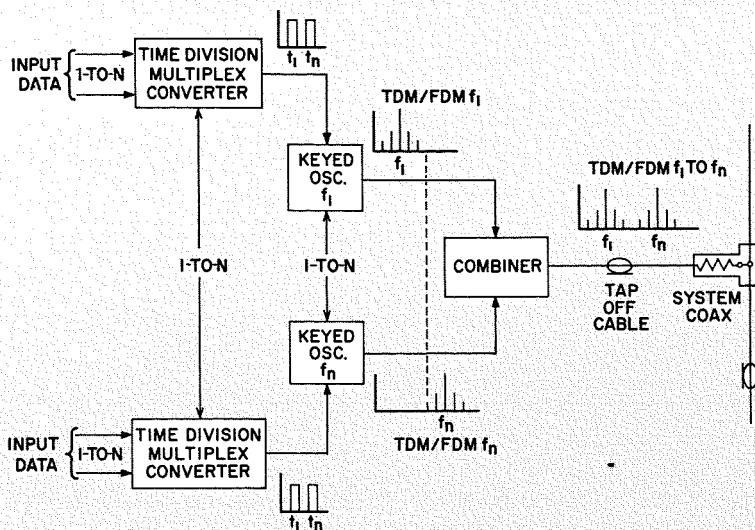 INPUT
DATA
1-TO-N
TIME DIVISION
MULTIPLEX
CONVERTER
t₁ tₙ
KEYED
OSC.
f₁
TDM/FDM f₁
f₁
1-TO-N
1-TO-N
COMBINER
TDM/FDM f₁ TO fₙ
f₁ fₙ
TAP
OFF
CABLE
SYSTEM
COAX
KEYED
OSC.
fₙ
fₙ
TDM/FDM fₙ
INPUT
DATA
1-TO-N
TIME DIVISION
MULTIPLEX
CONVERTER
t₁ tₙ